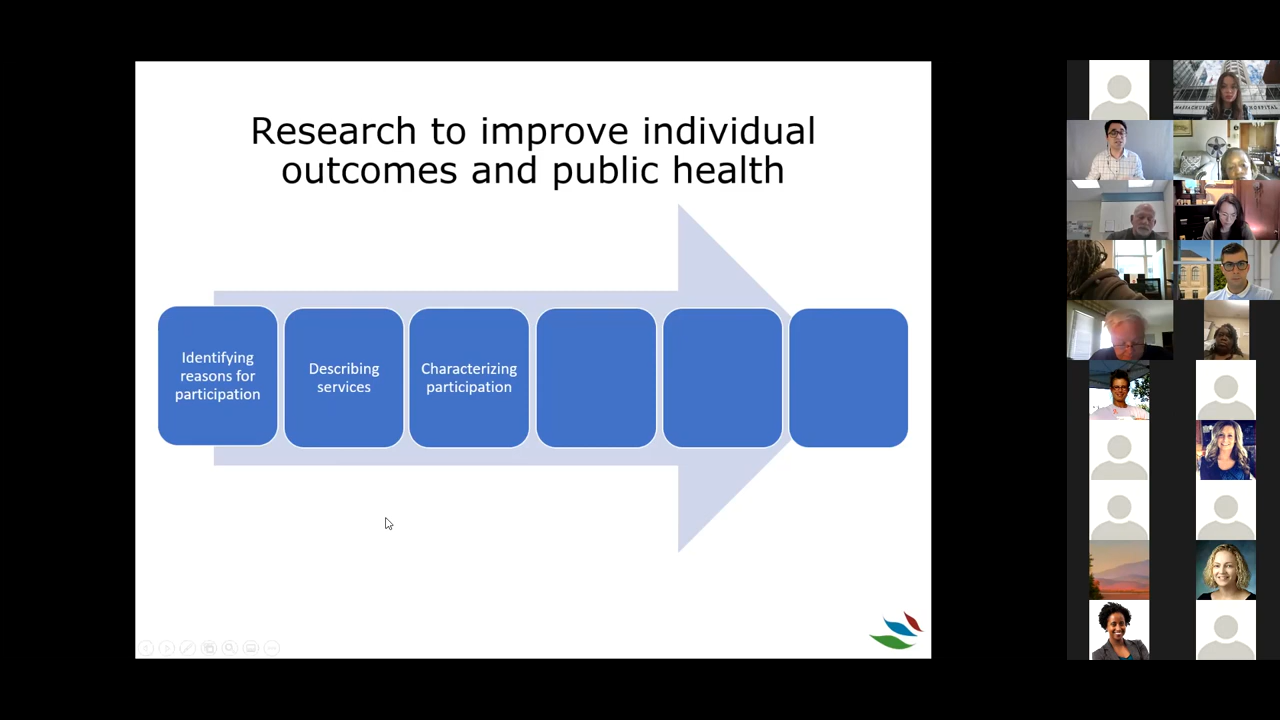 Research to improve individual
outcomes and public health
Identifying
reasons for
participation
Describing
services
Characterizing
participation